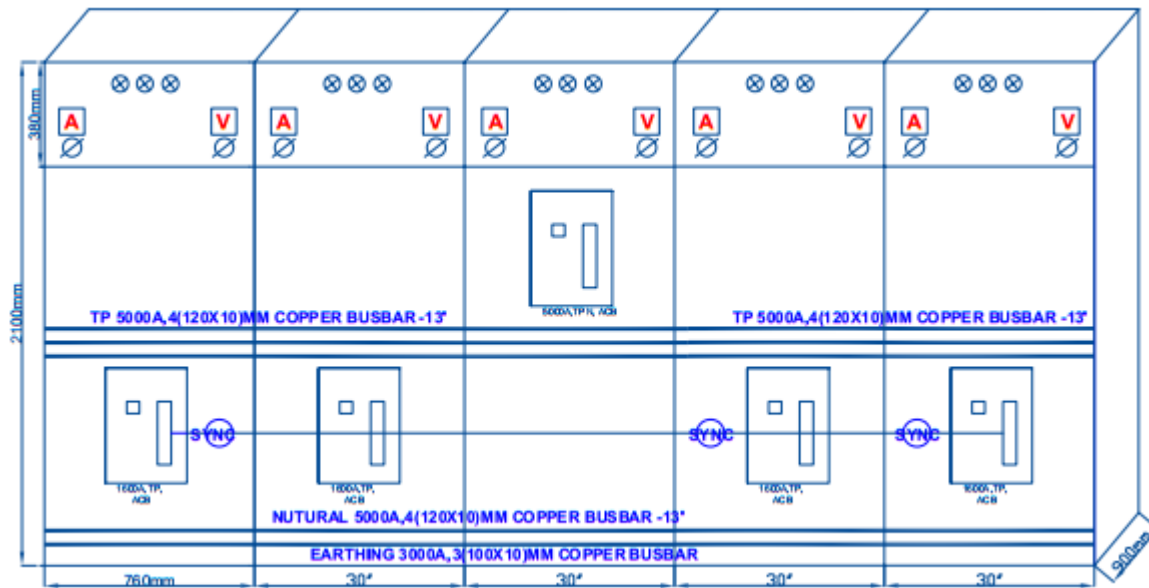 A V A V A V A V A V
380mm
2100mm
5000A,TPN, ACB
TP 5000A,4(120X10)MM COPPER BUSBAR -13" TP 5000A,4(120X10)MM COPPER BUSBAR -13"
SYNC SYNC SYNC
1600A,TP, 1600A,TP, 1600A,TP, 1600A,TP,
ACB ACB ACB ACB
NUTURAL 5000A,4(120X10)MM COPPER BUSBAR -13"
EARTHING 3000A,3(100X10)MM COPPER BUSBAR
760mm 30" 30" 30" 30"
900mm